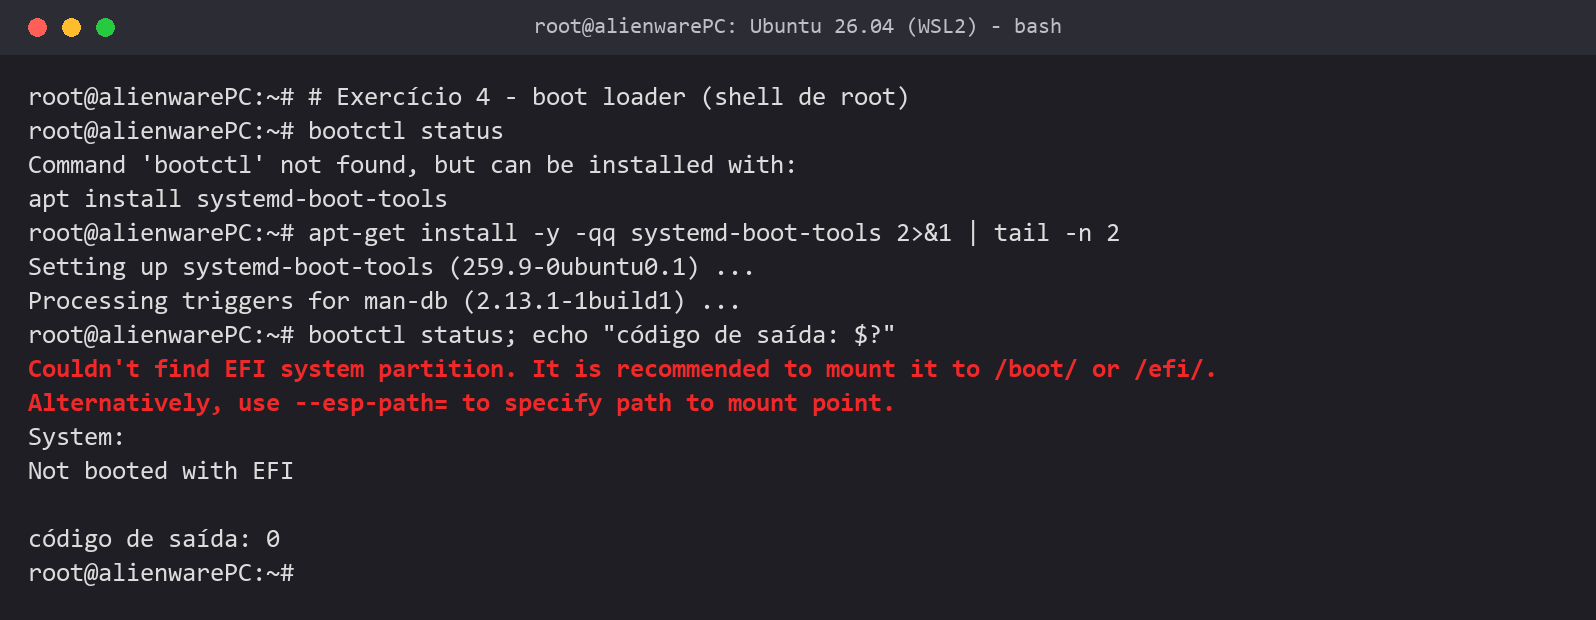 root@alienwarePC: Ubuntu 26.04 (WSL2) - bash
root@alienwarePC:~# # Exercício 4 - boot loader (shell de root)
root@alienwarePC:~# bootctl status
Command 'bootctl' not found, but can be installed with:
apt install systemd-boot-tools
root@alienwarePC:~# apt-get install -y -qq systemd-boot-tools 2>&1 | tail -n 2
Setting up systemd-boot-tools (259.9-0ubuntu0.1) ...
Processing triggers for man-db (2.13.1-1build1) ...
root@alienwarePC:~# bootctl status; echo "código de saída: $?"
Couldn't find EFI system partition. It is recommended to mount it to /boot/ or /efi/.
Alternatively, use --esp-path= to specify path to mount point.
System:
Not booted with EFI
código de saída: 0
root@alienwarePC:~#